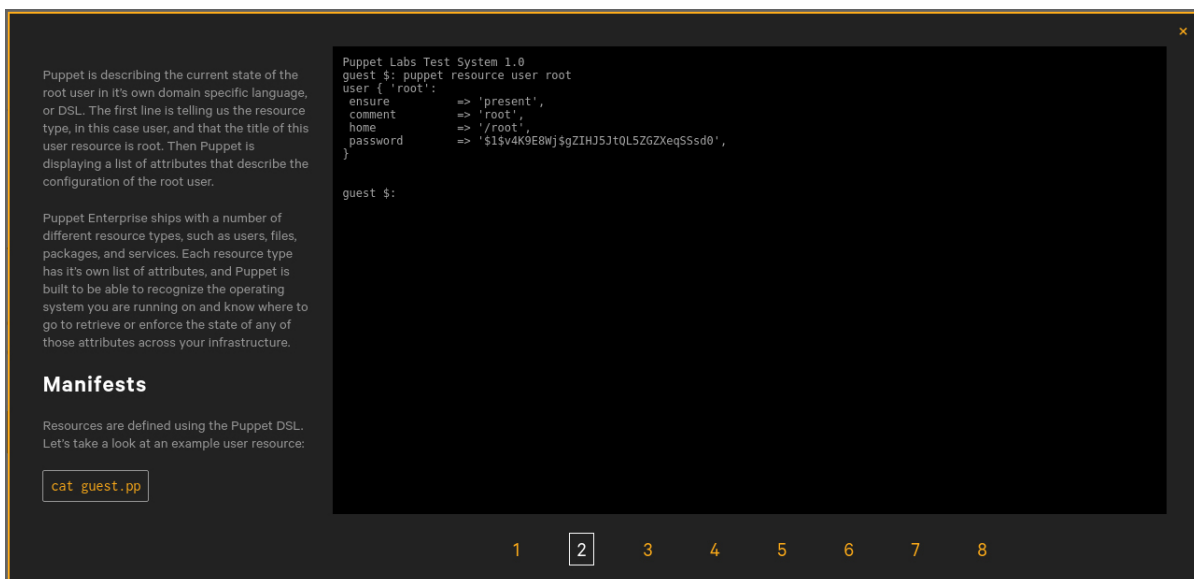 ×
Puppet is describing the current state of the
root user in it's own domain specific language,
or DSL. The first line is telling us the resource
type, in this case user, and that the title of this
user resource is root. Then Puppet is
displaying a list of attributes that describe the
configuration of the root user.
Puppet Enterprise ships with a number of
different resource types, such as users, files,
packages, and services. Each resource type
has it's own list of attributes, and Puppet is
built to be able to recognize the operating
system you are running on and know where to
go to retrieve or enforce the state of any of
those attributes across your infrastructure.
Manifests
Resources are defined using the Puppet DSL.
Let's take a look at an example user resource:
cat guest.pp
Puppet Labs Test System 1.0
guest $: puppet resource user root
user { 'root':
ensure => 'present',
comment => 'root',
home => '/root',
password => '$1$v4K9E8Wj$gZIHJ5JtQL5ZGZXeqSSsd0',
}
guest $:
1 2 3 4 5 6 7 8